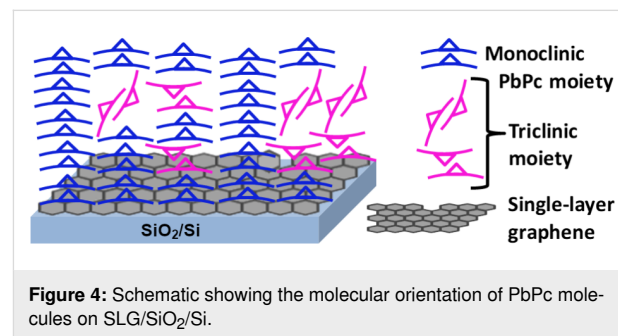 Monoclinic
PbPc moiety
Triclinic
moiety
Single-layer
graphene
SiO2/Si
Figure 4: Schematic showing the molecular orientation of PbPc mole-
cules on SLG/SiO2/Si.